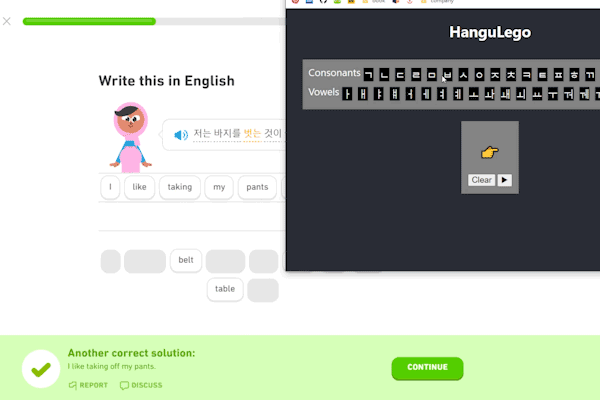 HanguLego
Write this in English
Consonants ㄱ ㄴ ㄷ ㄹ ㅁ ㅂ ㅅ ㅇ ㅈ ㅊ ㅋ ㅌ ㅍ ㅎ ㄲ
Vowels ㅏ ㅐ ㅑ
저는 바지를 벗는 것이
Clear
I like taking my pants
belt
table
Another correct solution:
I like taking off my pants.
REPORT DISCUSS
CONTINUE